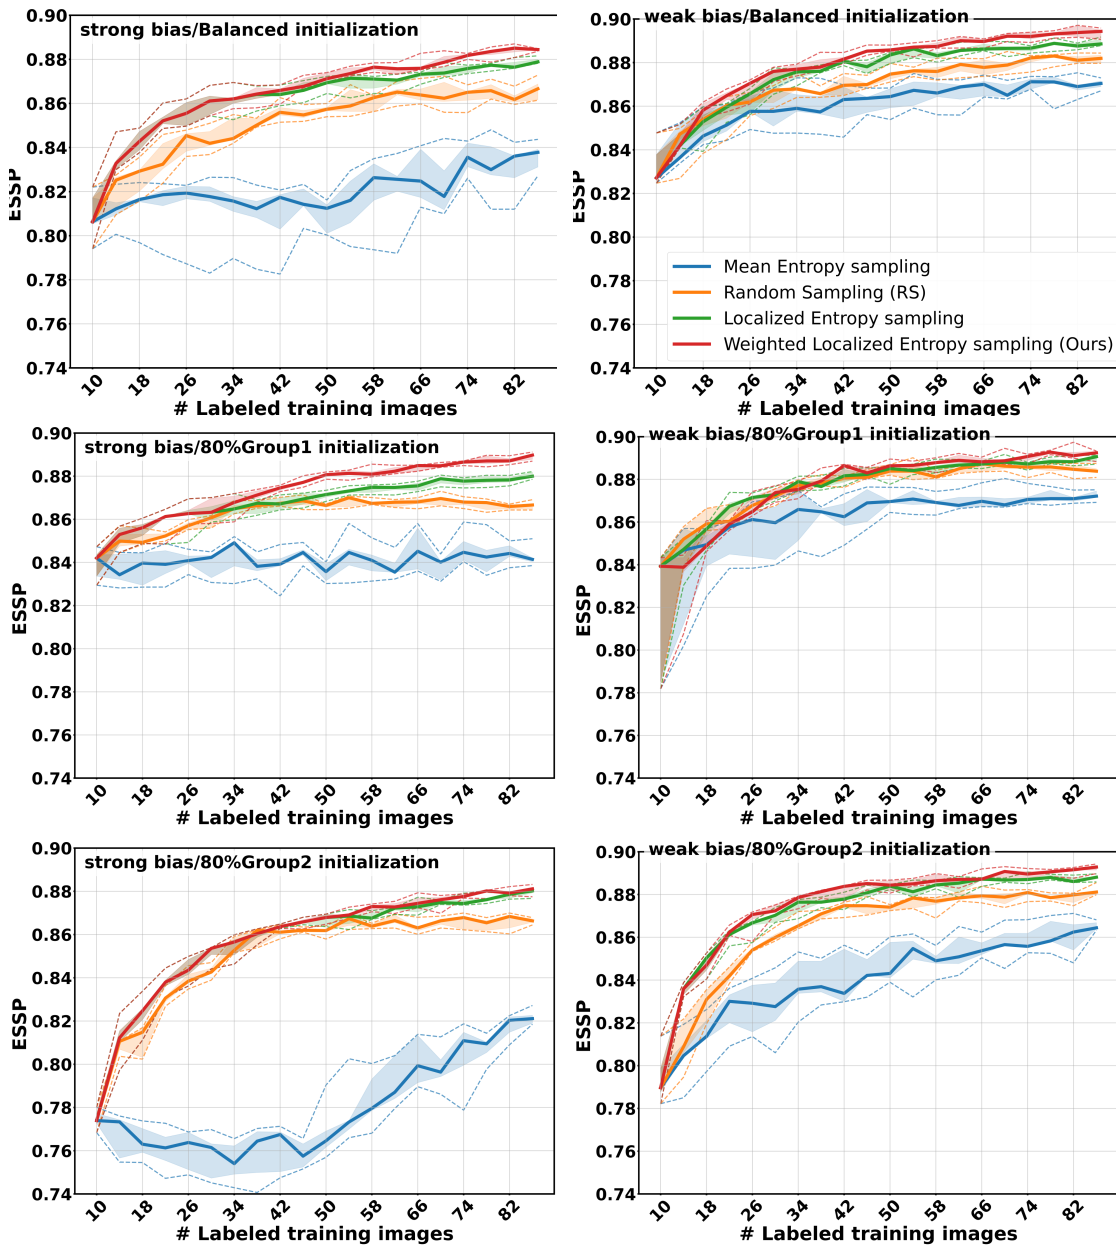 strong bias/Balanced initialization
0.90
0.88
0.86
0.84
0.82
0.80
0.78
0.76
0.74
ESSP
10 18 26 34 42 50 58 66 74 82
# Labeled training images
weak bias/Balanced initialization
0.90
0.88
0.86
0.84
0.82
0.80
0.78
0.76
0.74
ESSP
Mean Entropy sampling
Random Sampling (RS)
Localized Entropy sampling
Weighted Localized Entropy sampling (Ours)
10 18 26 34 42 50 58 66 74 82
# Labeled training images
strong bias/80%Group1 initialization
0.90
0.88
0.86
0.84
0.82
0.80
0.78
0.76
0.74
ESSP
10 18 26 34 42 50 58 66 74 82
# Labeled training images
weak bias/80%Group1 initialization
0.90
0.88
0.86
0.84
0.82
0.80
0.78
0.76
0.74
ESSP
10 18 26 34 42 50 58 66 74 82
# Labeled training images
strong bias/80%Group2 initialization
0.90
0.88
0.86
0.84
0.82
0.80
0.78
0.76
0.74
ESSP
10 18 26 34 42 50 58 66 74 82
# Labeled training images
weak bias/80%Group2 initialization
0.90
0.88
0.86
0.84
0.82
0.80
0.78
0.76
0.74
ESSP
10 18 26 34 42 50 58 66 74 82
# Labeled training images